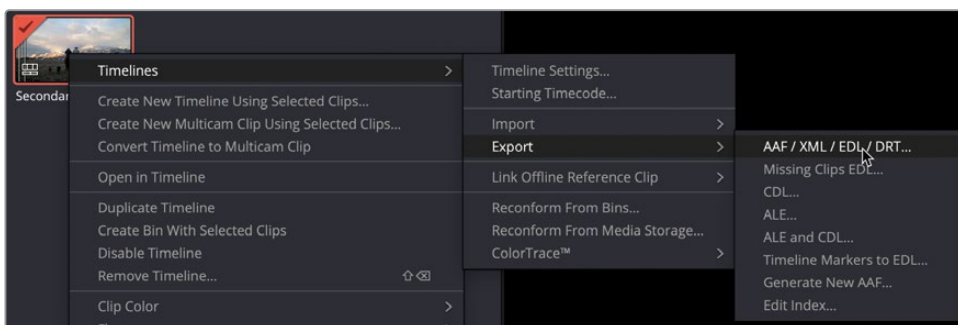 Secondar
Timelines
Create New Timeline Using Selected Clips...
Create New Multicam Clip Using Selected Clips...
Convert Timeline to Multicam Clip
Open in Timeline
Duplicate Timeline
Create Bin With Selected Clips
Disable Timeline
Remove Timeline...
Clip Color
Timeline Settings...
Starting Timecode...
Import
Export
Link Offline Reference Clip
Reconform From Bins...
Reconform From Media Storage...
ColorTrace™
AAF / XML / EDL / DRT...
Missing Clips EDL...
CDL...
ALE...
ALE and CDL...
Timeline Markers to EDL...
Generate New AAF...
Edit Index...